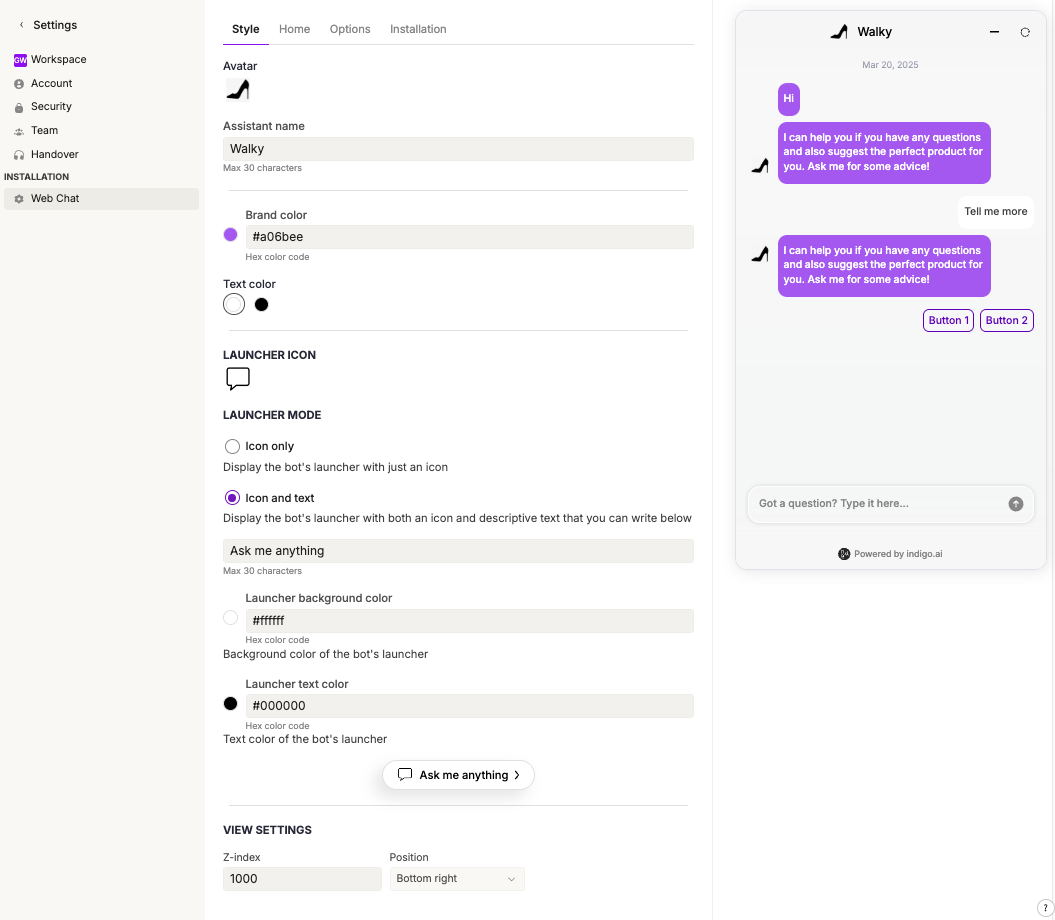 Settings
GW Workspace
Account
Security
Team
Handover
INSTALLATION
Web Chat
Style Home Options Installation
Avatar
Assistant name
Walky
Max 30 characters
Brand color
#a06bee
Hex color code
Text color
LAUNCHER ICON
LAUNCHER MODE
Icon only
Display the bot's launcher with just an icon
Icon and text
Display the bot's launcher with both an icon and descriptive text that you can write below
Ask me anything
Max 30 characters
Launcher background color
#ffffff
Hex color code
Background color of the bot's launcher
Launcher text color
#000000
Hex color code
Text color of the bot's launcher
Ask me anything
VIEW SETTINGS
Z-index Position
1000 Bottom right
Walky
Mar 20, 2025
Hi
I can help you if you have any questions
and also suggest the perfect product for
you. Ask me for some advice!
Tell me more
I can help you if you have any questions
and also suggest the perfect product for
you. Ask me for some advice!
Button 1 Button 2
Got a question? Type it here...
Powered by indigo.ai
?